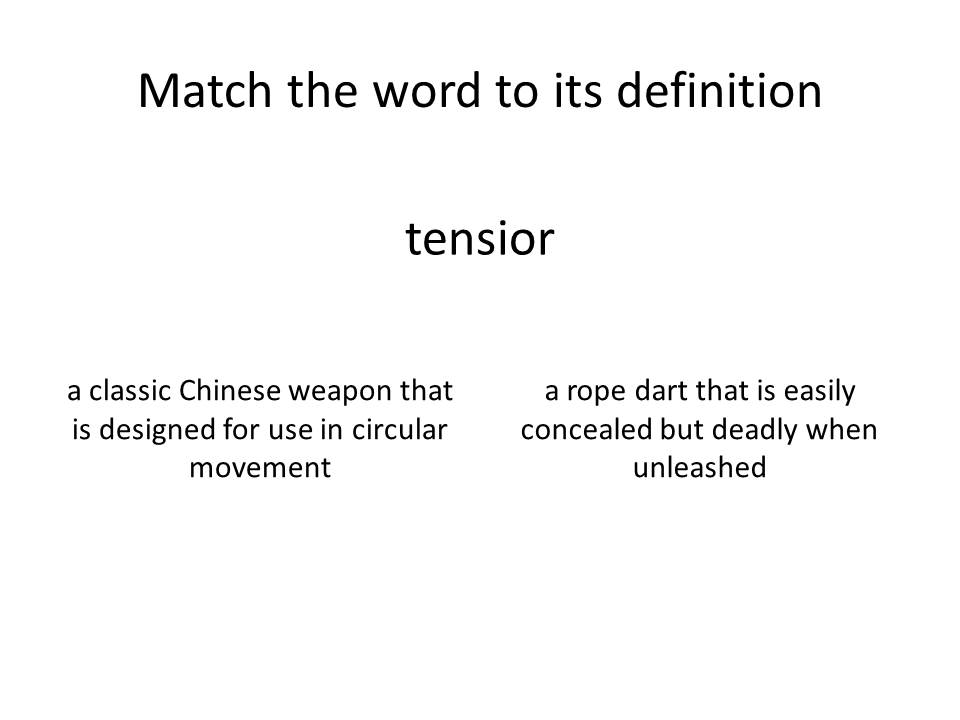 Match the word to its definition
tensior
a classic Chinese weapon that
is designed for use in circular
movement
a rope dart that is easily
concealed but deadly when
unleashed